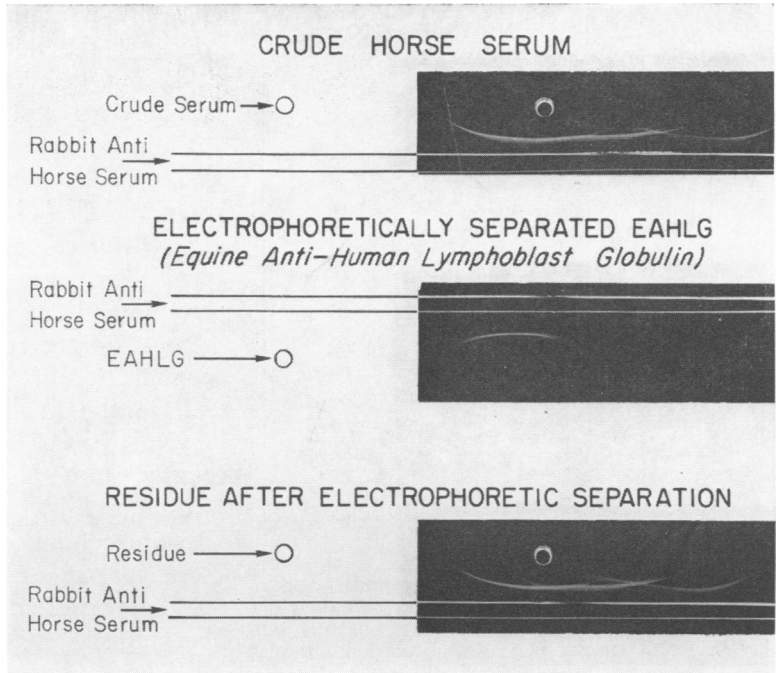 CRUDE HORSE SERUM
Crude Serum
Rabbit Anti
Horse Serum
ELECTROPHORETICALLY SEPARATED EAHLG
(Equine Anti-Human Lymphoblast Globulin)
Rabbit Anti
Horse Serum
EAHLG
RESIDUE AFTER ELECTROPHORETIC SEPARATION
Residue
Rabbit Anti
Horse Serum